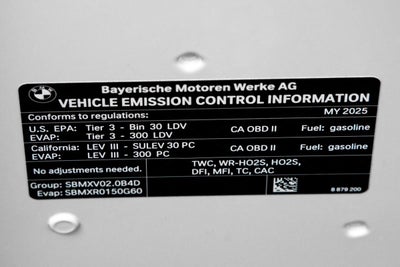 BMW
Bayerische Motoren Werke AG
VEHICLE EMISSION CONTROL INFORMATION
Conforms to regulations: MY 2025
U.S. EPA: Tier 3 - Bin 30 LDV CA OBD II Fuel: gasoline
EVAP: Tier 3 - 300 LDV
California: LEV III - SULEV 30 PC CA OBD II Fuel: gasoline
EVAP: LEV III - 300 PC
No adjustments needed. TWC, WR-HO2S, HO2S,
DFI, MFI, TC, CAC
Group: SBMXV02.0B4D
Evap: SBMXR0150G60 8 879 200